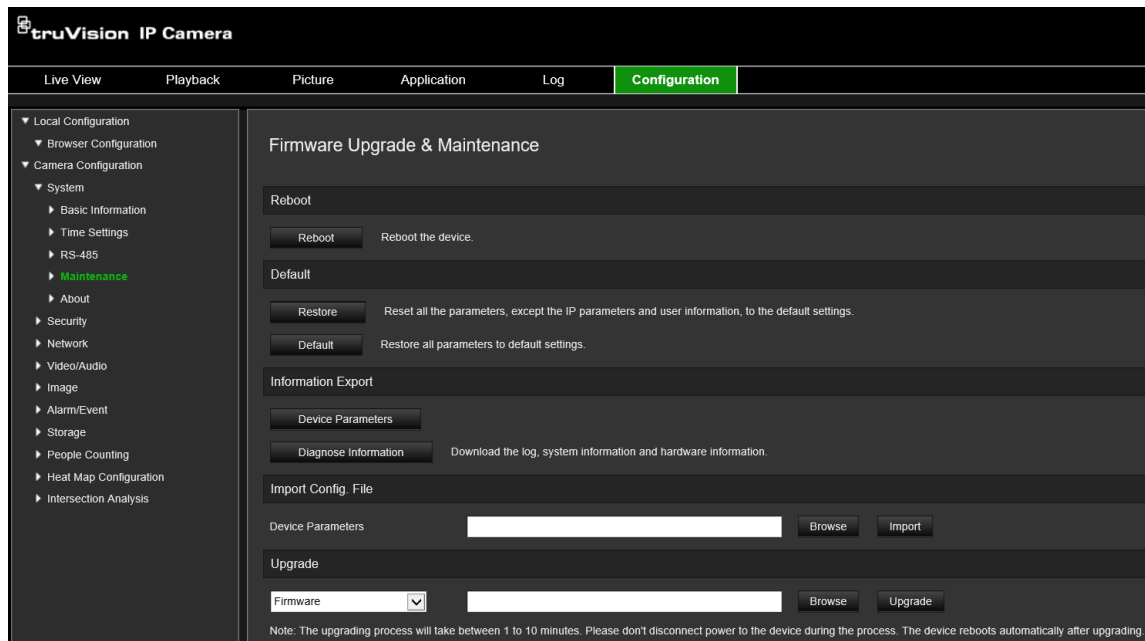 truVision IP Camera
Live View Playback Picture Application Log Configuration
Local Configuration
Browser Configuration
Camera Configuration
System
Basic Information
Time Settings
RS-485
Maintenance
About
Security
Network
Video/Audio
Image
Alarm/Event
Storage
People Counting
Heat Map Configuration
Intersection Analysis
Firmware Upgrade & Maintenance
Reboot
Reboot Reboot the device.
Default
Restore Reset all the parameters, except the IP parameters and user information, to the default settings.
Default Restore all parameters to default settings.
Information Export
Device Parameters
Diagnose Information Download the log, system information and hardware information.
Import Config. File
Device Parameters Browse Import
Upgrade
Firmware Browse Upgrade
Note: The upgrading process will take between 1 to 10 minutes. Please don't disconnect power to the device during the process. The device reboots automatically after upgrading